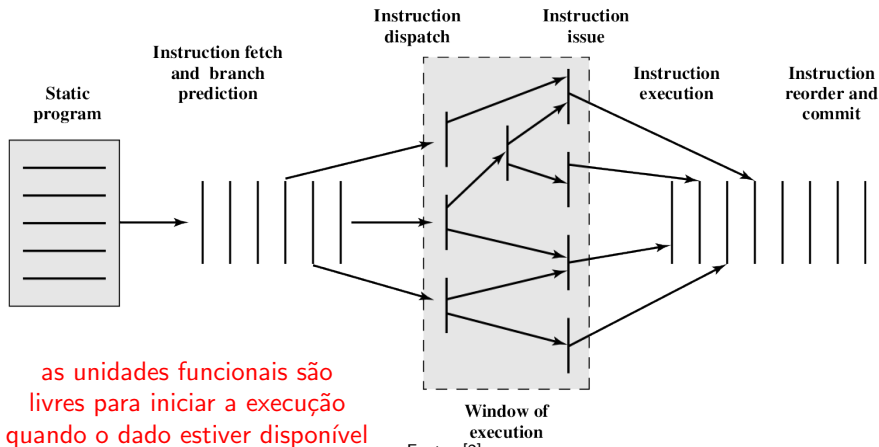 Instruction
dispatch
Instruction
issue
Instruction fetch
and branch
prediction
Instruction
execution
Instruction
reorder and
commit
Static
program
as unidades funcionais são
livres para iniciar a execução
quando o dado estiver disponível
Window of
execution
[2]